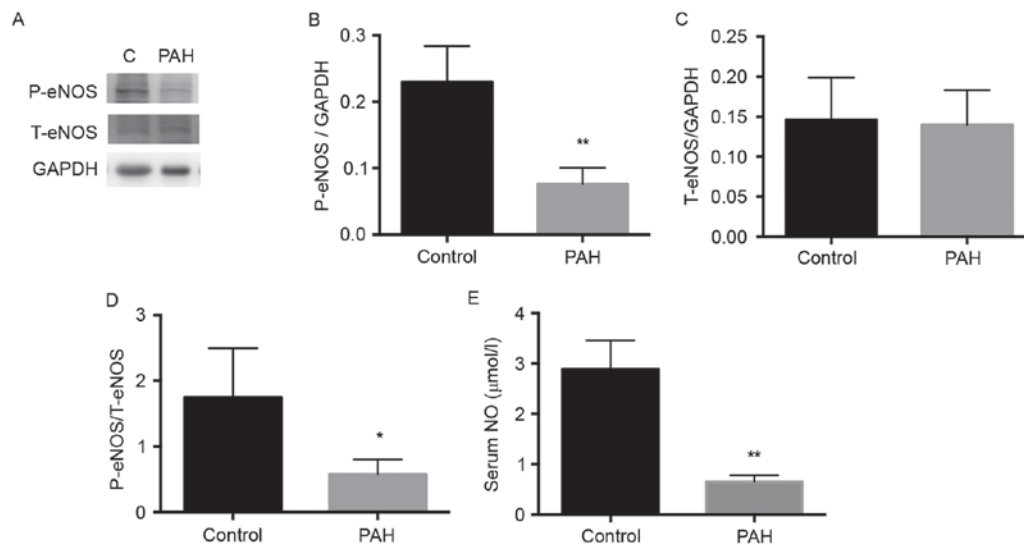 A
C PAH
P-eNOS
T-eNOS
GAPDH
B
P-eNOS / GAPDH
0.3
0.2
0.1
0.0
**
Control PAH
C
T-eNOS/GAPDH
0.25
0.20
0.15
0.10
0.05
0.00
Control PAH
D
P-eNOS/T-eNOS
3
2
1
0
*
Control PAH
E
Serum NO (μmol/l)
4
3
2
1
0
**
Control PAH